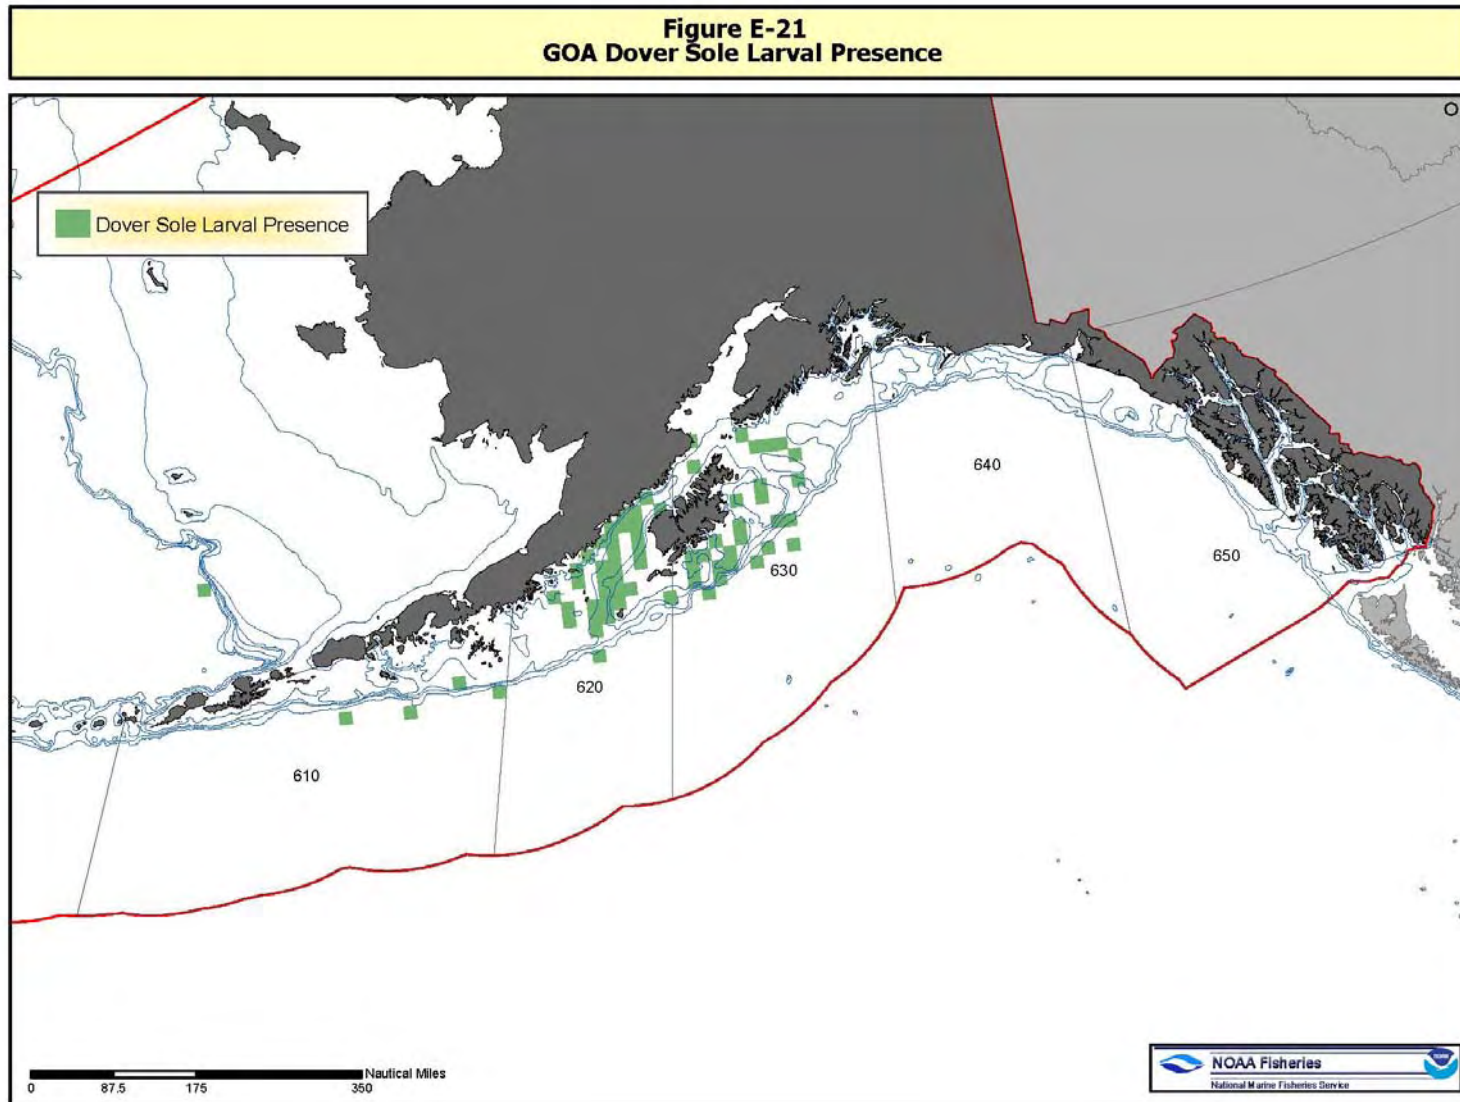 Figure E-21
GOA Dover Sole Larval Presence
Dover Sole Larval Presence
640
650
630
620
610
Nautical Miles
0 87.5 175 350
NOAA Fisheries
National Marine Fisheries Service